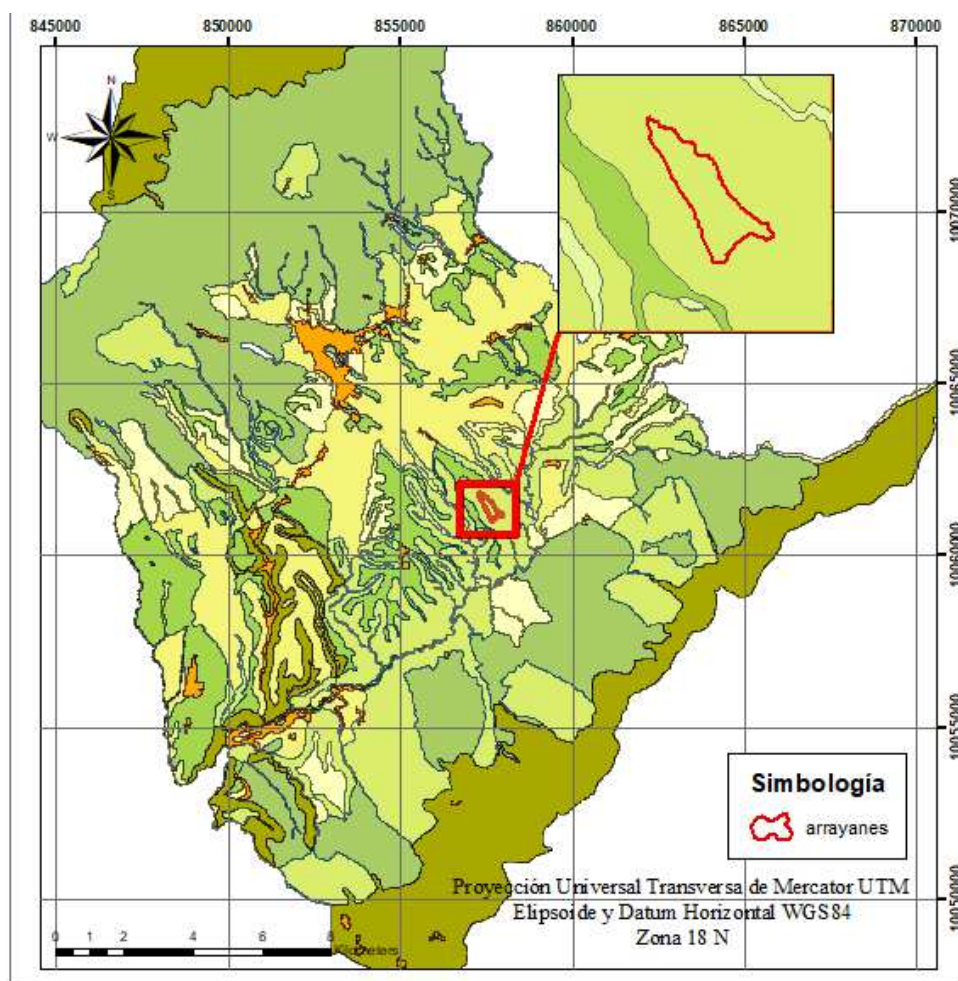 845000 850000 855000 860000 865000 870000
N
W
S
10070000
10065000
10060000
10055000
10050000
Simbología
arrayanes
Proyección Universal Transversa de Mercator UTM
Elipsoide y Datum Horizontal WGS84
Zona 18 N
0 1 2 4 6 8
Kilometers